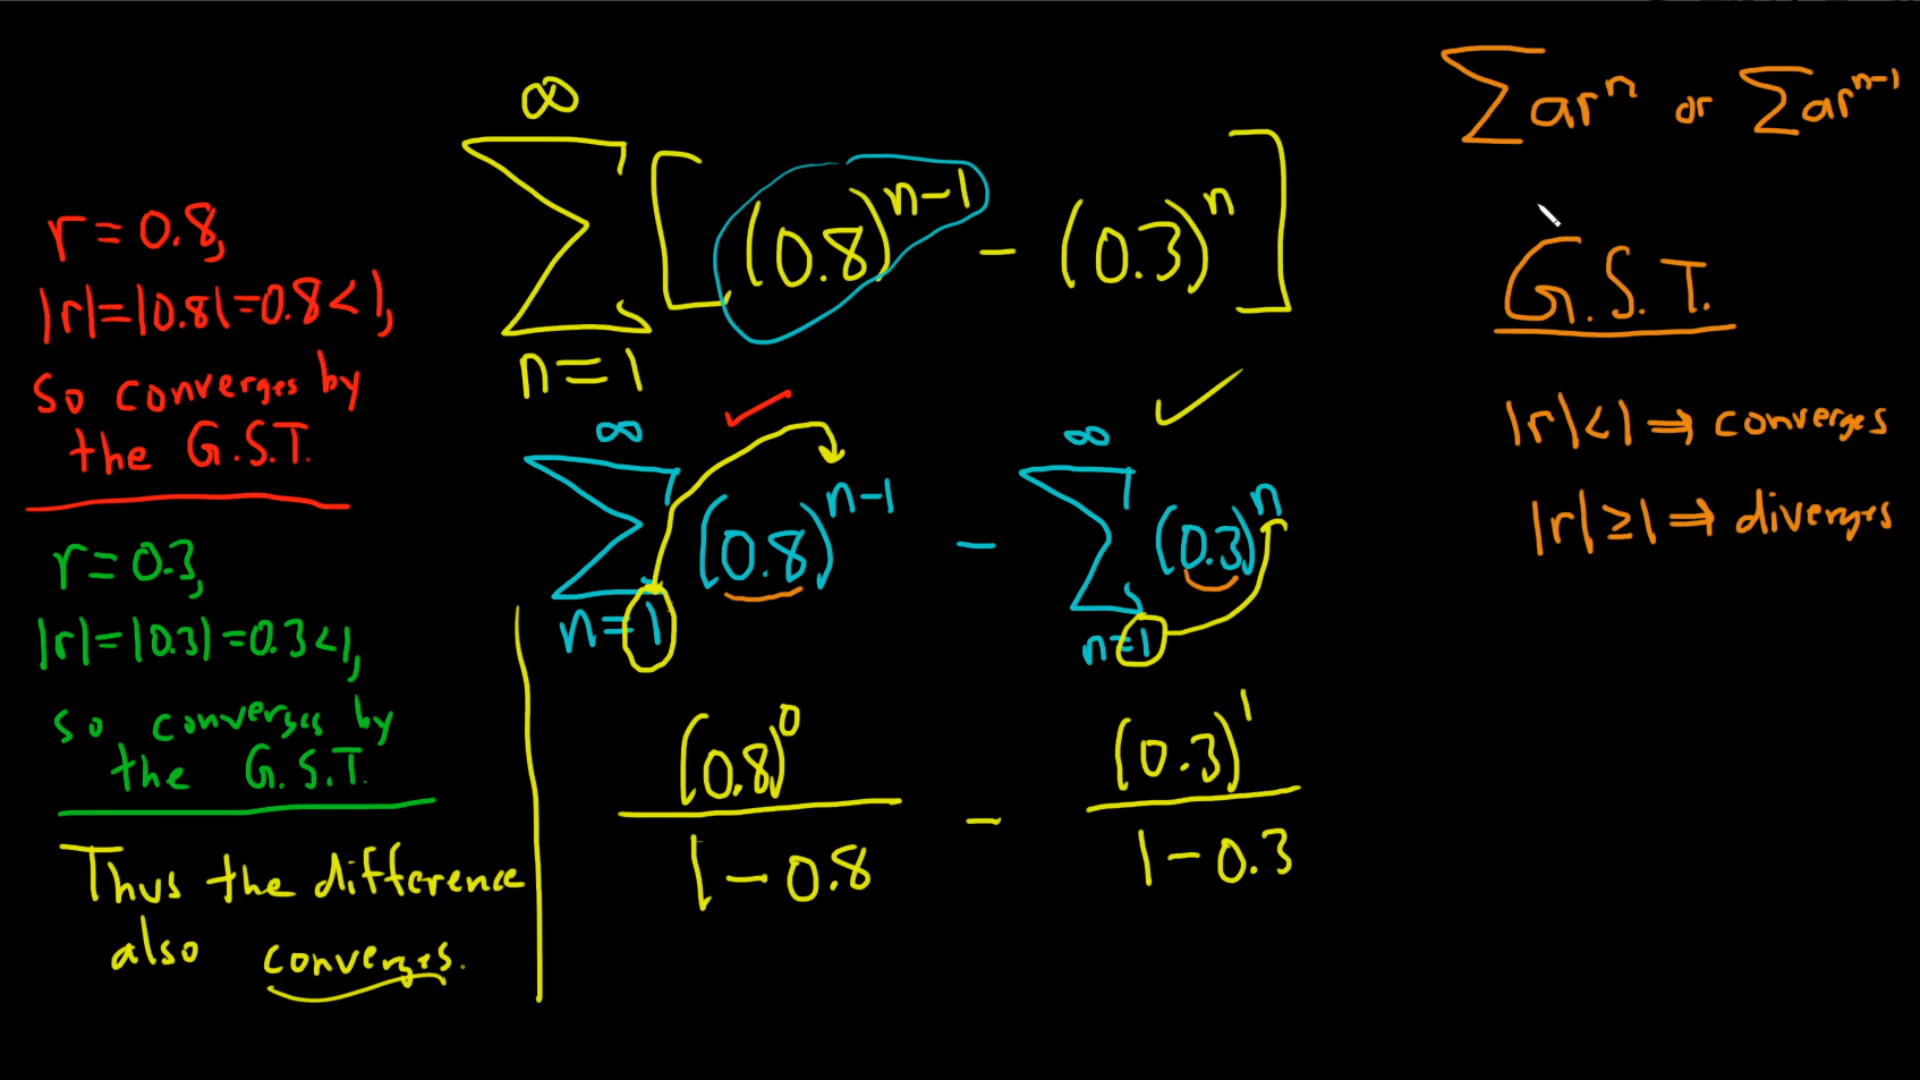 r = 0.8,
|r| = |0.8| = 0.8 < 1,
so converges by
the G.S.T.
r = 0.3,
|r| = |0.3| = 0.3 < 1,
so converges by
the G.S.T.
Thus the difference
also converges.
∞
∑ [(0.8)^{n-1} - (0.3)^n]
n = 1
∞ ✓ ∞ ✓
∑ (0.8)^{n-1} - ∑ (0.3)^n
n=1 n=1
(0.8)^0 (0.3)^1
-
1 - 0.8 1 - 0.3
∑ar^n or ∑ar^{n-1}
G.S.T.
|r| < 1 ⇒ converges
|r| ≥ 1 ⇒ diverges